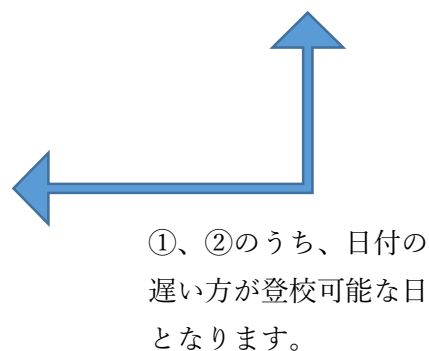 ①、②のうち、日付の
遅い方が登校可能な日
となります。